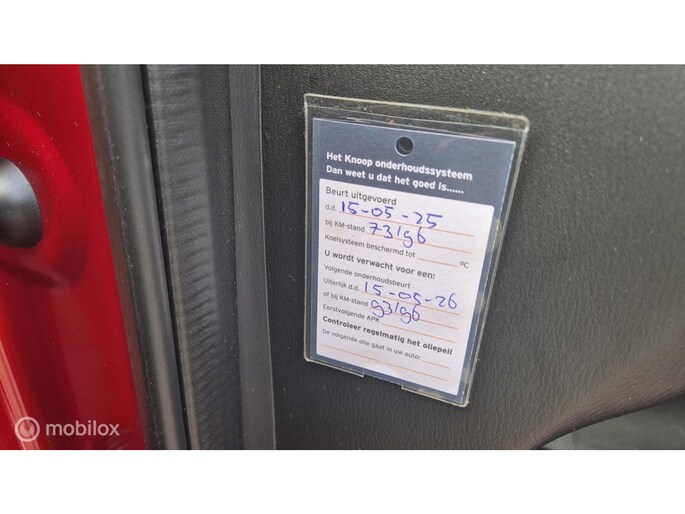 Het Knoop onderhoudssysteem
Dan weet u dat het goed is......
Beurt uitgevoerd
d.d. 15-05-25
bij KM-stand 73196
Koelsysteem beschermd tot ºC
U wordt verwacht voor een:
Volgende onderhoudsbeurt
Uiterlijk d.d. 15-05-26
of bij KM-stand 93196
Eerstvolgende APK
Controleer regelmatig het oliepeil
De volgende olie gaat in uw auto:
mobilox